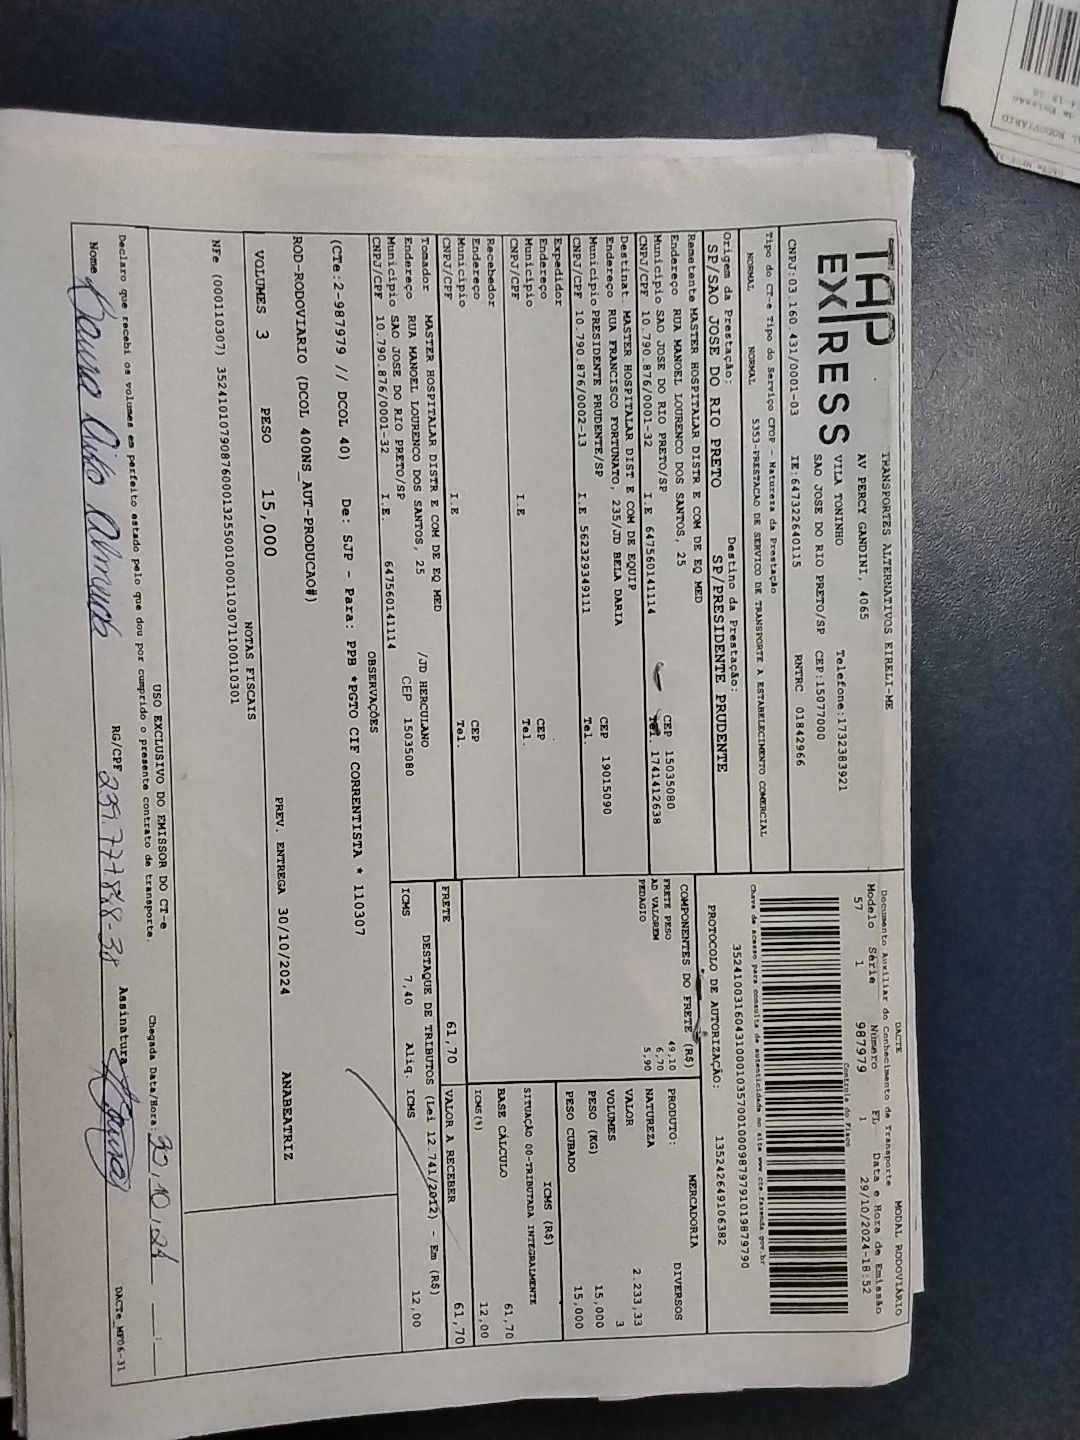 TAP EXPRESS
TRANSPORTES ALTERNATIVOS EIRELI-ME
AV PERCY GANDINI, 4065
VILA TONINHO Telefone:1732383921
SAO JOSE DO RIO PRETO/SP CEP:15077000
CNPJ:03.160.431/0001-03 IE:647322640115 RNTRC 01842966
DACTE MODAL RODOVIÁRIO
Documento Auxiliar do Conhecimento de Transporte
Modelo Série Número FL Data e Hora de Emissão
57 1 987979 1 29/10/2024-18:52
Controle do Fisco
Chave de acesso para consulta de autenticidade no site www.cte.fazenda.gov.br
35241003160431000103570010009879791019879790
PROTOCOLO DE AUTORIZAÇÃO: 135242649106382
Tipo do CT-e Tipo do Serviço CFOP - Natureza da Prestação
NORMAL NORMAL 5353-PRESTACAO DE SERVICO DE TRANSPORTE A ESTABELECIMENTO COMERCIAL
Origem da Prestação: Destino da Prestação:
SP/SAO JOSE DO RIO PRETO SP/PRESIDENTE PRUDENTE
Remetente MASTER HOSPITALAR DISTR E COM DE EQ MED
Endereço RUA MANOEL LOURENCO DOS SANTOS, 25
Município SAO JOSE DO RIO PRETO/SP CEP 15035080
CNPJ/CPF 10.790.876/0001-32 I.E 647560141114 Tel. 1741412638
Destinat. MASTER HOSPITALAR DIST E COM DE EQUIP
Endereço RUA FRANCISCO FORTUNATO, 235/JD BELA DARIA
Município PRESIDENTE PRUDENTE/SP CEP 19015090
CNPJ/CPF 10.790.876/0002-13 I.E 562329349111 Tel.
Expedidor
Endereço
Município CEP
CNPJ/CPF I.E Tel.
Recebedor
Endereço
Município CEP
CNPJ/CPF I.E Tel.
Tomador MASTER HOSPITALAR DISTR E COM DE EQ MED
Endereço RUA MANOEL LOURENCO DOS SANTOS, 25 /JD HERCULANO
Município SAO JOSE DO RIO PRETO/SP CEP 15035080
CNPJ/CPF 10.790.876/0001-32 I.E. 647560141114
COMPONENTES DO FRETE (R$)
FRETE PESO 49,10
AD VALOREM 6,70
PEDAGIO 5,90
MERCADORIA
PRODUTO: DIVERSOS
NATUREZA
VALOR 2.233,33
VOLUMES 3
PESO (KG) 15,000
PESO CUBADO 15,000
ICMS (R$)
SITUAÇÃO 00-TRIBUTADA INTEGRALMENTE
BASE CÁLCULO 61,70
ICMS(%) 12,00
FRETE 61,70 VALOR A RECEBER 61,70
DESTAQUE DE TRIBUTOS (Lei 12.741/2012) - Em (R$)
ICMS 7,40 Aliq. ICMS 12,00
OBSERVAÇÕES
(CTe:2-987979 // DCOL 40) De: SJP - Para: PPB *PGTO CIF CORRENTISTA * 110307
ROD-RODOVIARIO (DCOL 400NS_AUT-PRODUCAO#)
VOLUMES 3 PESO 15,000 PREV. ENTREGA 30/10/2024 ANABEATRIZ
NOTAS FISCAIS
NFe (000110307) 35241010790876000132550010001103071100110301
USO EXCLUSIVO DO EMISSOR DO CT-e
Declaro que recebi os volumes em perfeito estado pelo que dou por cumprido o presente contrato de transporte. Chegada Data/Hora 30/10/24
Nome RG/CPF Assinatura
DACTe_MF06-31